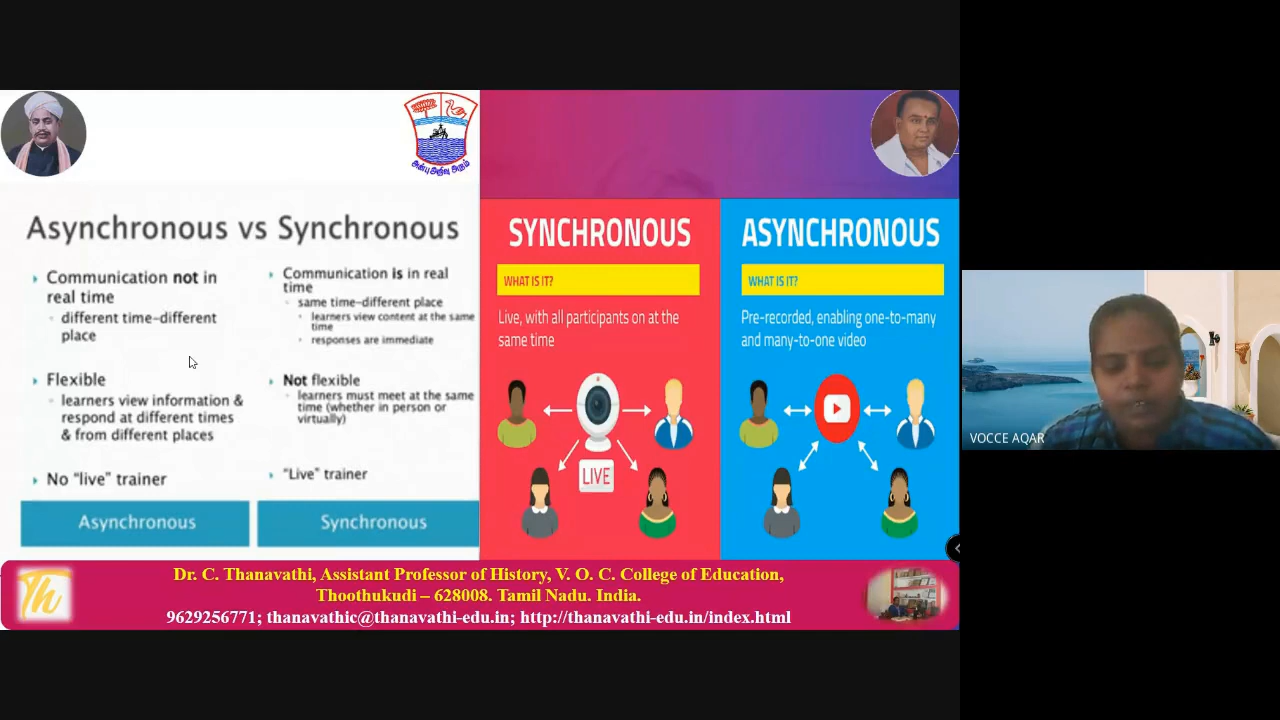 அன்பு அறிவு அருள்
Asynchronous vs Synchronous
Communication not in
real time
different time-different
place
Flexible
learners view information &
respond at different times
& from different places
No "live" trainer
Asynchronous
Communication is in real
time
same time-different place
learners view content at the same
time
responses are immediate
Not flexible
learners must meet at the same
time (whether in person or
virtually)
"Live" trainer
Synchronous
SYNCHRONOUS
WHAT IS IT?
Live, with all participants on at the
same time
LIVE
ASYNCHRONOUS
WHAT IS IT?
Pre-recorded, enabling one-to-many
and many-to-one video
Th
Dr. C. Thanavathi, Assistant Professor of History, V. O. C. College of Education,
Thoothukudi – 628008. Tamil Nadu. India.
9629256771; thanavathic@thanavathi-edu.in; http://thanavathi-edu.in/index.html
VOCCE AQAR